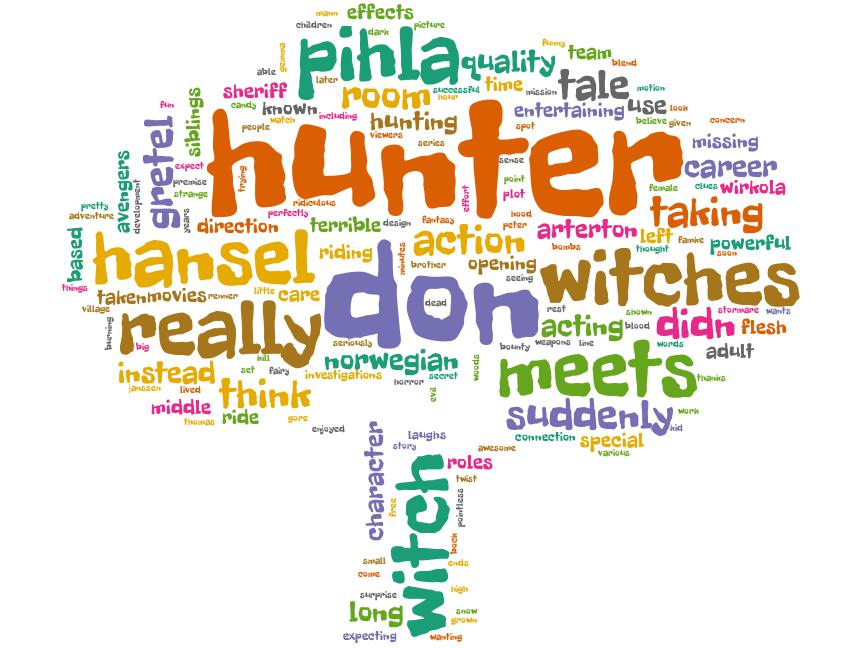 mann effects
children dark picture
pihla quality funny team blend
gemma able later successful time mission tale motion
siblings sheriff room hour
candy known including entertaining use look
fun people watch hunting spot believe given concern
gretel hunter viewers series missing
expect trying sense career
avengers premise point female clues wirkola
development strange ridiculous effort plot
pretty years perfectly hood taking
adventure direction terrible design fantasy peter arterton left famke powerful
based hansel riding minutes action bombs thought soon
things brother opening witches
taken movies renner little care don seeing
village dead rest shown stormare wants
burning really acting blood didn flesh
big seriously bounty weapons line words adult
kill norwegian woods meets thanks
instead set fairy investigations secret
janssen lived think horror evil
middle ride suddenly work
thomas gore kid
enjoyed character laughs connection special
story awesome various
witch roles
free twist
pointless
back
small ends
come
surprise high
long snow
grown
expecting wanting